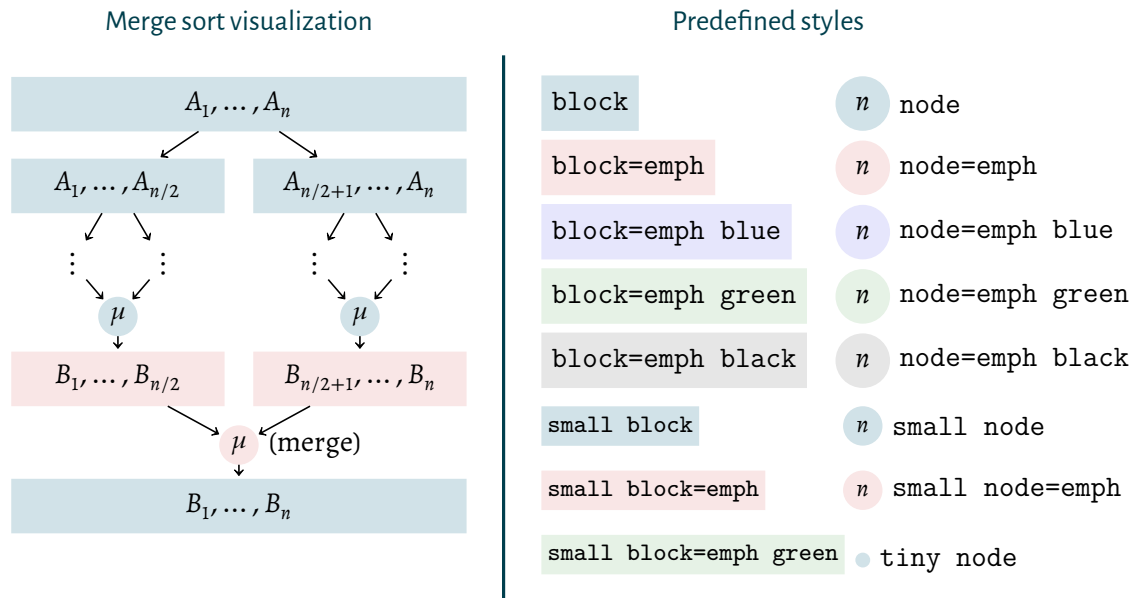 Merge sort visualization
A₁, … , Aₙ
A₁, … , Aₙ/₂
Aₙ/₂₊₁, … , Aₙ
⋮ ⋮ ⋮ ⋮
μ μ
B₁, … , Bₙ/₂
Bₙ/₂₊₁, … , Bₙ
μ (merge)
B₁, … , Bₙ
Predefined styles
block
n node
block=emph
n node=emph
block=emph blue
n node=emph blue
block=emph green
n node=emph green
block=emph black
n node=emph black
small block
n small node
small block=emph
n small node=emph
small block=emph green
tiny node